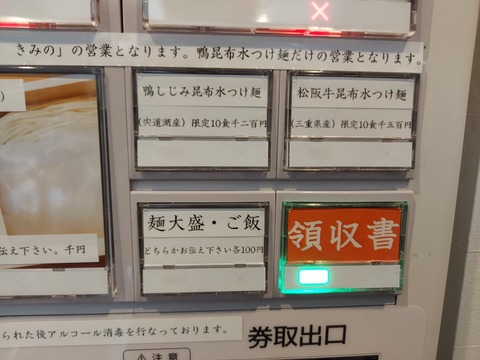 きみの」の営業となります。鴨昆布水つけ麺だけの営業となります。
鴨しじみ昆布水つけ麺
(宍道湖産)限定10食千二百円
松阪牛昆布水つけ麺
(三重県産)限定10食千五百円
)
伝え下さい。千円
麺大盛・ご飯
どちらかお伝え下さい各100円
領収書
られた後アルコール消毒を行なっております。
券取出口
⚠注意